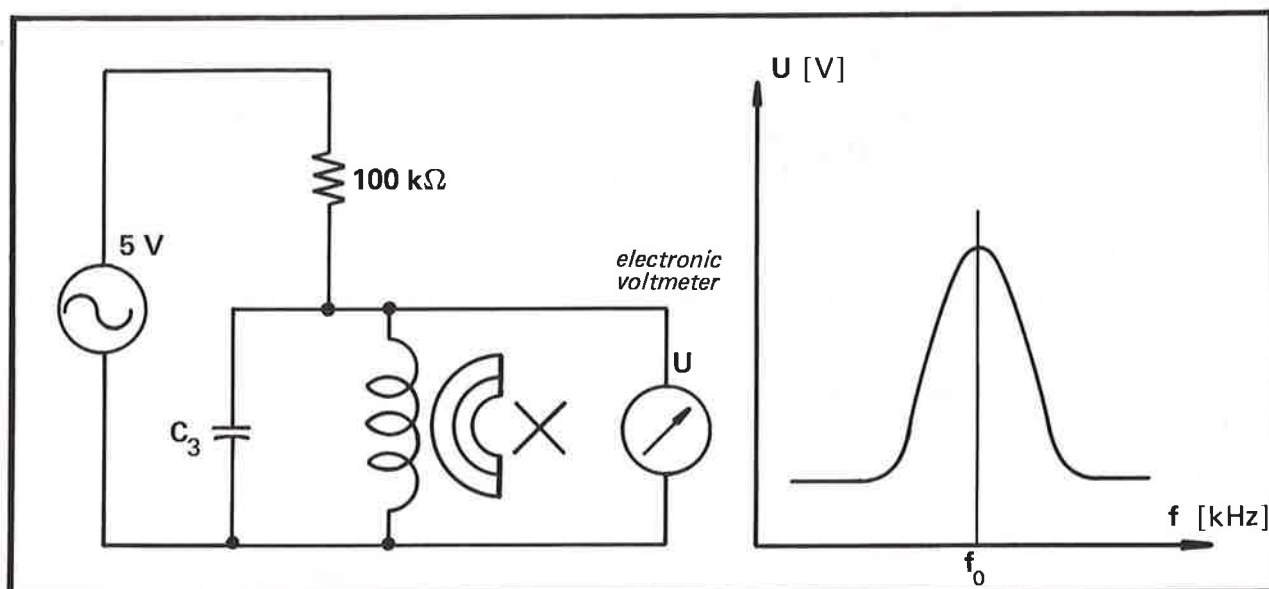 5 V
100 kΩ
C3
electronic
voltmeter
U
U [V]
f [kHz]
f0